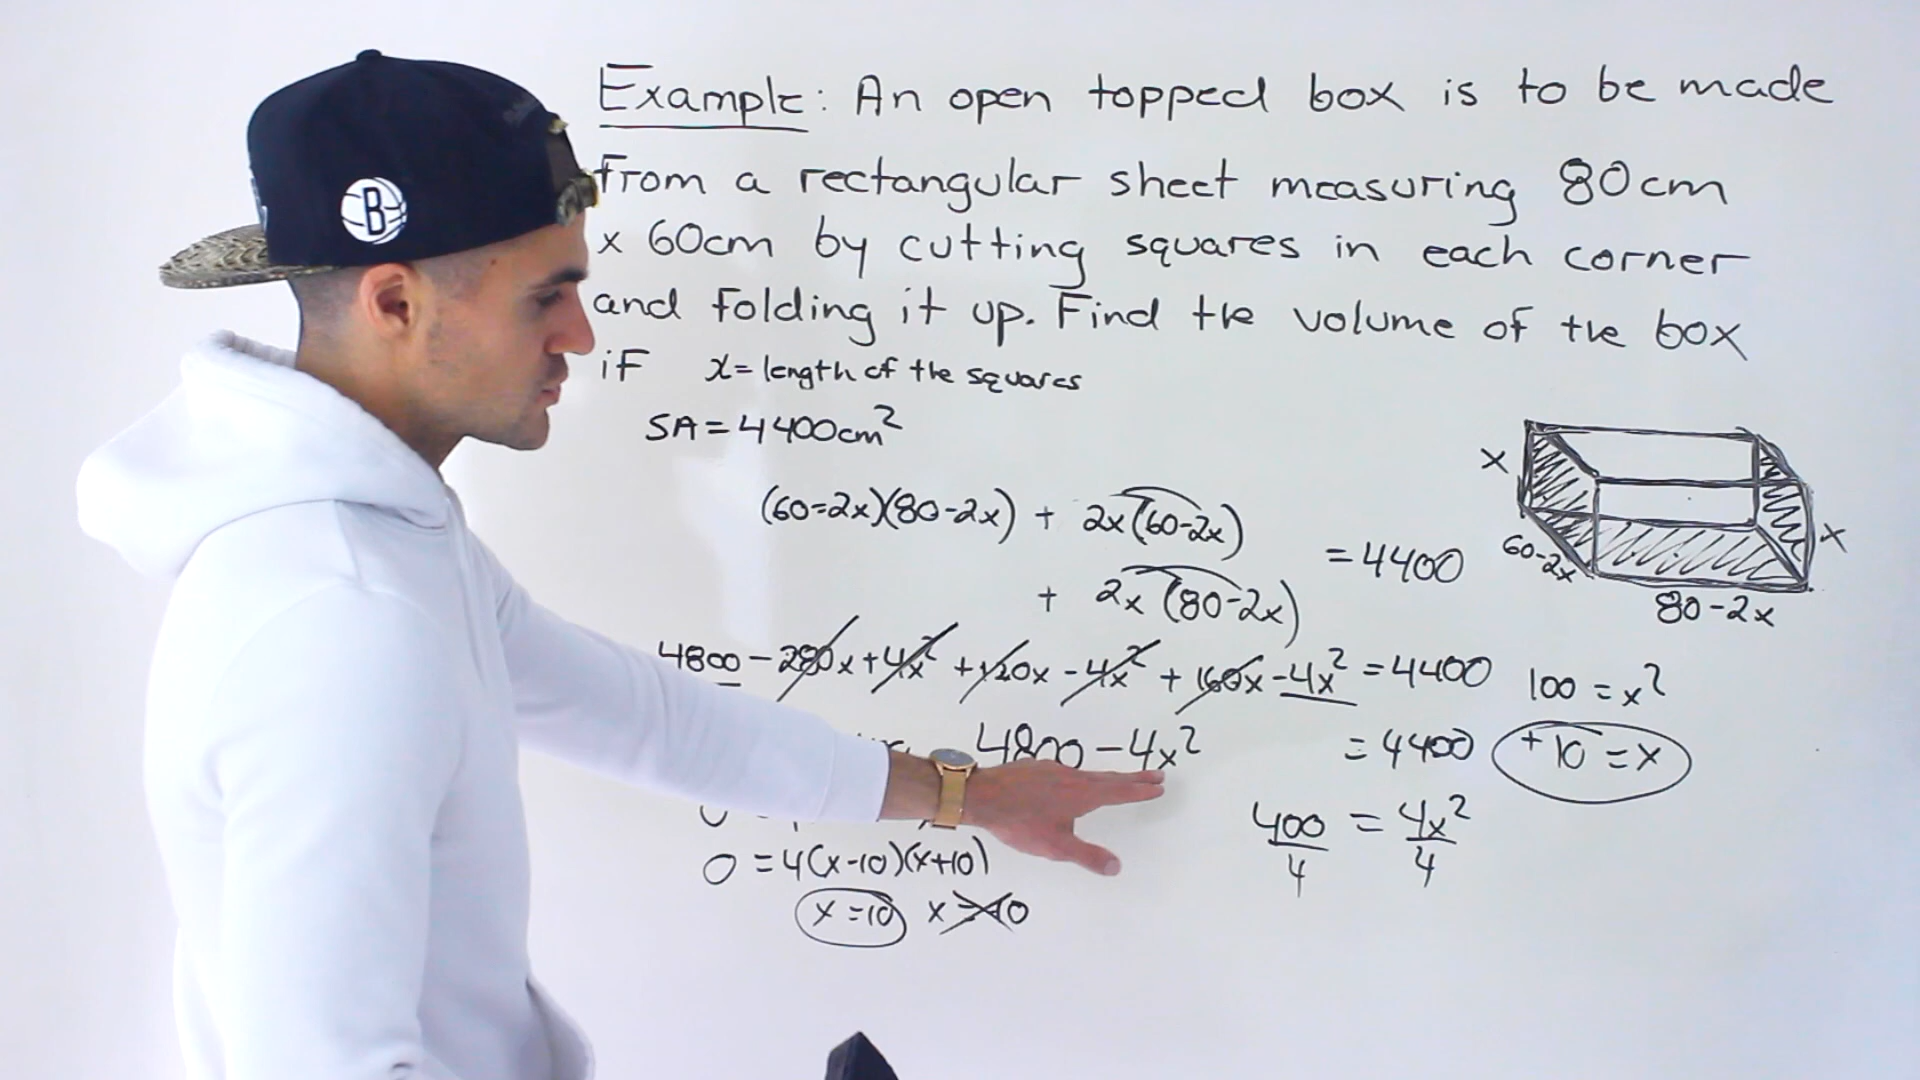 Example: An open topped box is to be made
from a rectangular sheet measuring 80cm
x 60cm by cutting squares in each corner
and folding it up. Find the volume of the box
if x = length of the squares
SA = 4400cm²
(60-2x)(80-2x) + 2x(60-2x)
+ 2x(80-2x)
= 4400
4800 - 280x + 4x² + 120x - 4x² + 160x - 4x² = 4400
4800 - 4x² = 4400
400/4 = 4x²/4
100 = x²
+10 = x
0 = 4(x-10)(x+10)
x = 10
x
60-2x
80-2x
x
B